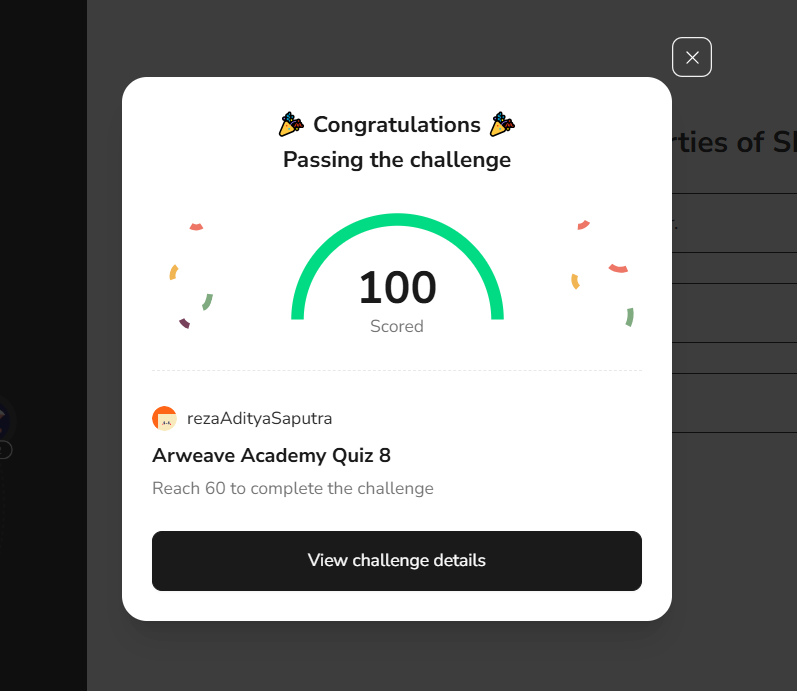 Congratulations
Passing the challenge
rties of
100
Scored
rezaAdityaSaputra
Arweave Academy Quiz 8
Reach 60 to complete the challenge
View challenge details